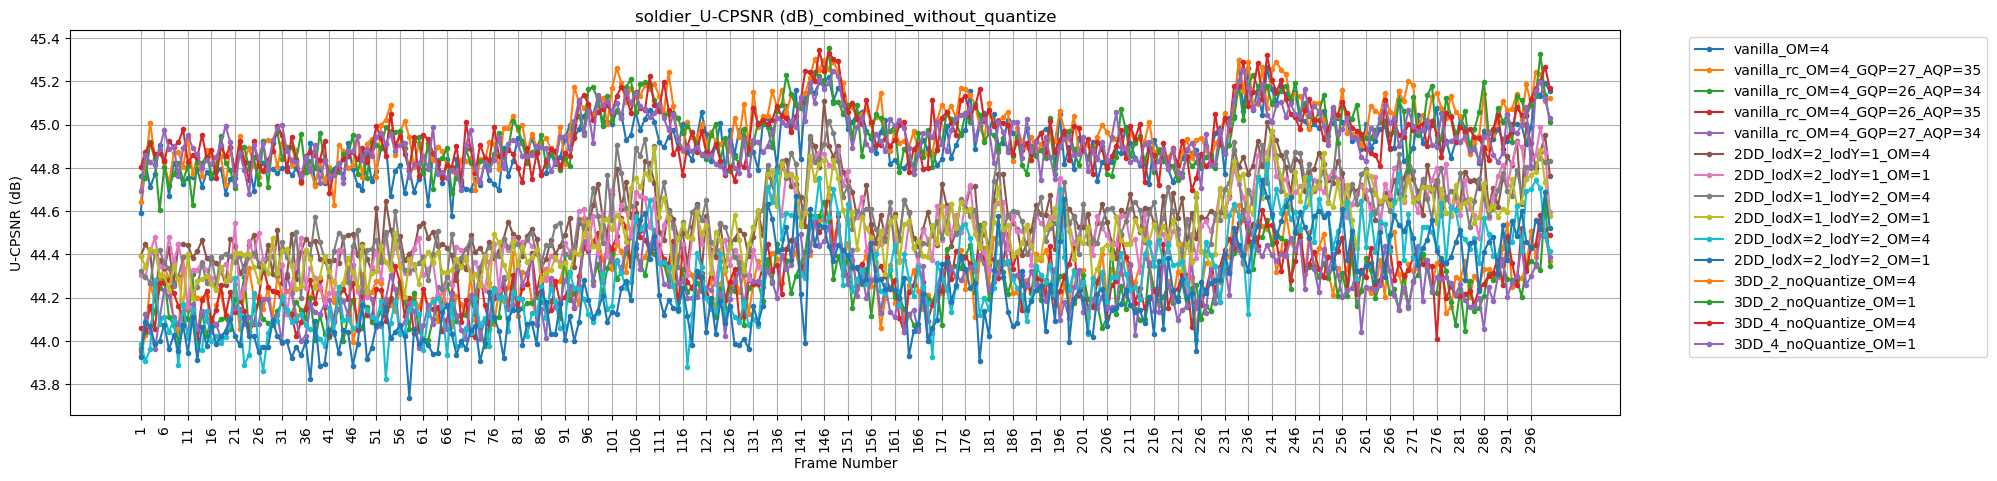 soldier_U-CPSNR (dB)_combined_without_quantize
U-CPSNR (dB)
45.4
45.2
45.0
44.8
44.6
44.4
44.2
44.0
43.8
1 6 11 16 21 26 31 36 41 46 51 56 61 66 71 76 81 86 91 96 101 106 111 116 121 126 131 136 141 146 151 156 161 166 171 176 181 186 191 196 201 206 211 216 221 226 231 236 241 246 251 256 261 266 271 276 281 286 291 296
Frame Number
vanilla_OM=4
vanilla_rc_OM=4_GQP=27_AQP=35
vanilla_rc_OM=4_GQP=26_AQP=34
vanilla_rc_OM=4_GQP=26_AQP=35
vanilla_rc_OM=4_GQP=27_AQP=34
2DD_lodX=2_lodY=1_OM=4
2DD_lodX=2_lodY=1_OM=1
2DD_lodX=1_lodY=2_OM=4
2DD_lodX=1_lodY=2_OM=1
2DD_lodX=2_lodY=2_OM=4
2DD_lodX=2_lodY=2_OM=1
3DD_2_noQuantize_OM=4
3DD_2_noQuantize_OM=1
3DD_4_noQuantize_OM=4
3DD_4_noQuantize_OM=1